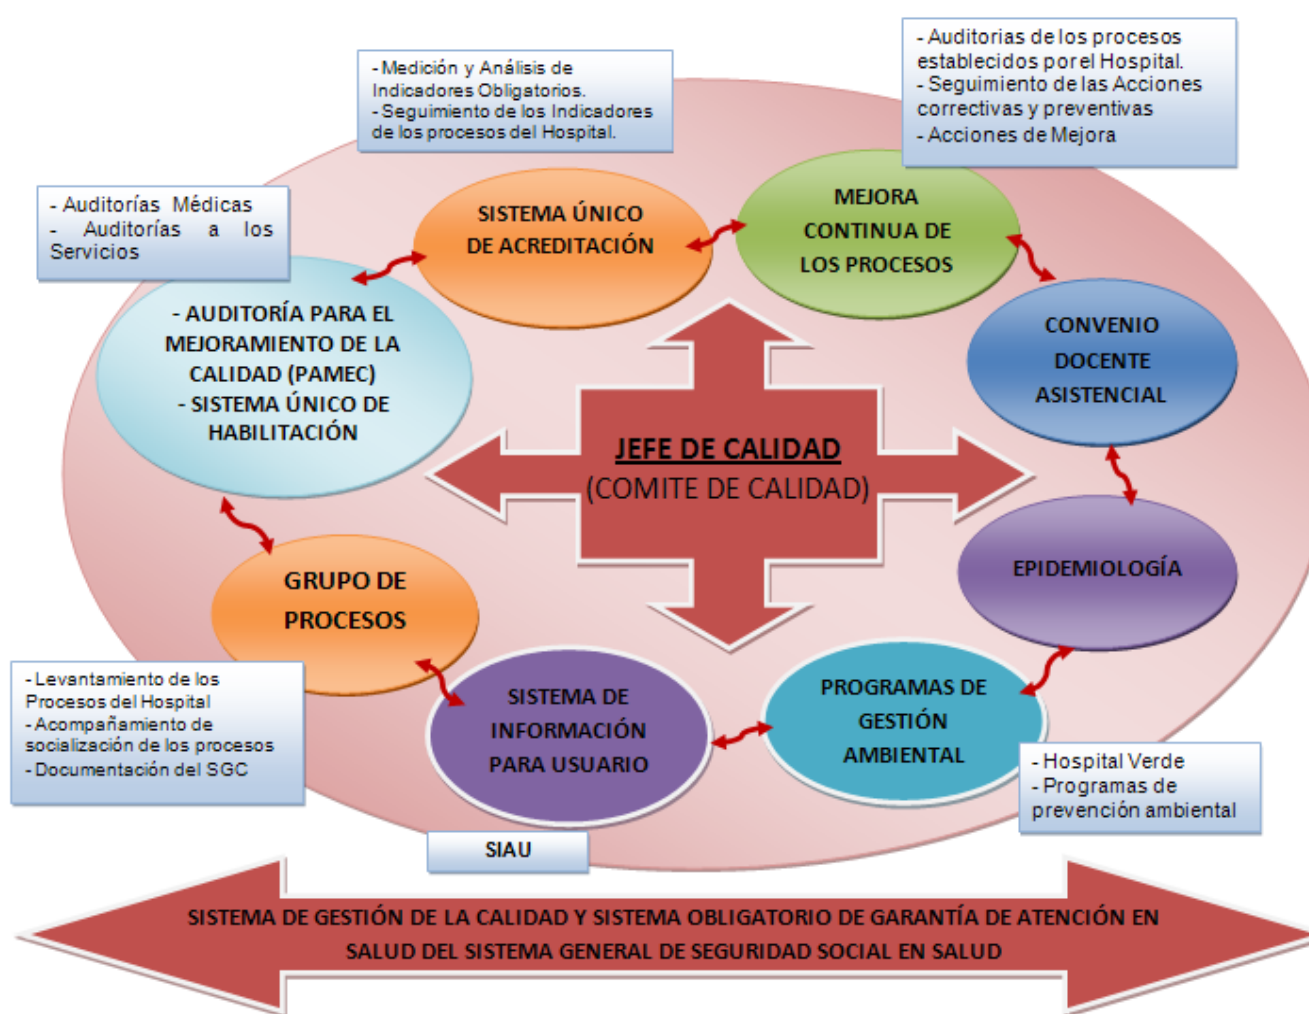 - Auditorias de los procesos
establecidos por el Hospital.
- Seguimiento de las Acciones
correctivas y preventivas
- Acciones de Mejora
- Medición y Análisis de
Indicadores Obligatorios.
- Seguimiento de los Indicadores
de los procesos del Hospital.
- Auditorías Médicas
- Auditorías a los
Servicios
SISTEMA ÚNICO
DE ACREDITACIÓN
MEJORA
CONTINUA DE
LOS PROCESOS
- AUDITORÍA PARA EL
MEJORAMIENTO DE LA
CALIDAD (PAMEC)
- SISTEMA ÚNICO DE
HABILITACIÓN
CONVENIO
DOCENTE
ASISTENCIAL
JEFE DE CALIDAD
(COMITE DE CALIDAD)
EPIDEMIOLOGÍA
GRUPO DE
PROCESOS
- Levantamiento de los
Procesos del Hospital
- Acompañamiento de
socialización de los procesos
- Documentación del SGC
SISTEMA DE
INFORMACIÓN
PARA USUARIO
PROGRAMAS DE
GESTIÓN
AMBIENTAL
- Hospital Verde
- Programas de
prevención ambiental
SIAU
SISTEMA DE GESTIÓN DE LA CALIDAD Y SISTEMA OBLIGATORIO DE GARANTÍA DE ATENCIÓN EN
SALUD DEL SISTEMA GENERAL DE SEGURIDAD SOCIAL EN SALUD